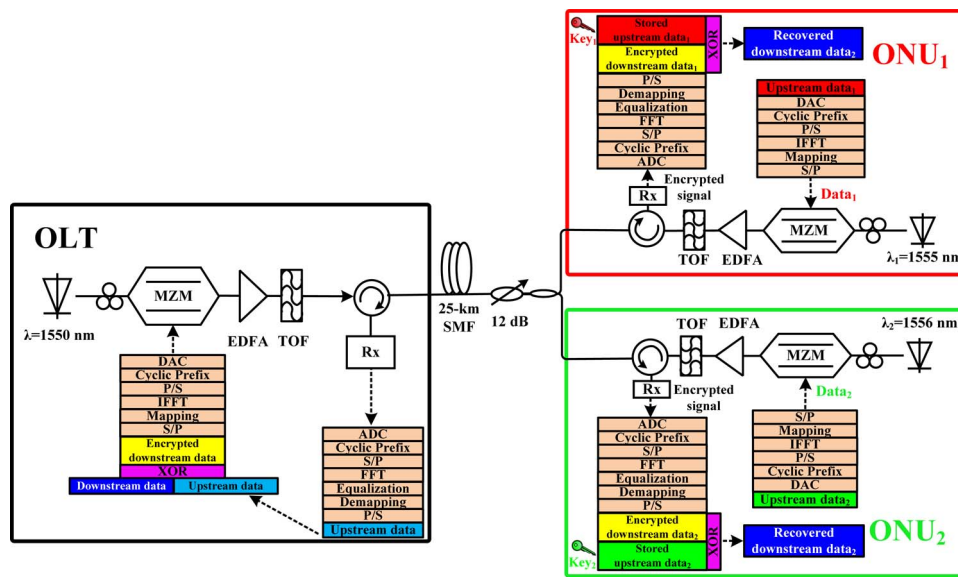 OLT
λ=1550 nm
MZM
EDFA
TOF
Rx
DAC
Cyclic Prefix
P/S
IFFT
Mapping
S/P
Encrypted
downstream data
XOR
Downstream data
Upstream data
ADC
Cyclic Prefix
S/P
FFT
Equalization
Demapping
P/S
Upstream data
25-km
SMF
12 dB
ONU₁
Key₁
Stored
upstream data₁
Encrypted
downstream data₁
XOR
Recovered
downstream data₂
P/S
Demapping
Equalization
FFT
S/P
Cyclic Prefix
ADC
Rx
Encrypted
signal
Upstream data₁
DAC
Cyclic Prefix
P/S
IFFT
Mapping
S/P
Data₁
TOF
EDFA
MZM
λ₁=1555 nm
TOF
EDFA
MZM
λ₂=1556 nm
Rx
Encrypted
signal
Data₂
ADC
Cyclic Prefix
S/P
FFT
Equalization
Demapping
P/S
Encrypted
downstream data₂
Stored
upstream data₂
XOR
Key₂
Recovered
downstream data₂
S/P
Mapping
IFFT
P/S
Cyclic Prefix
DAC
Upstream data₂
ONU₂